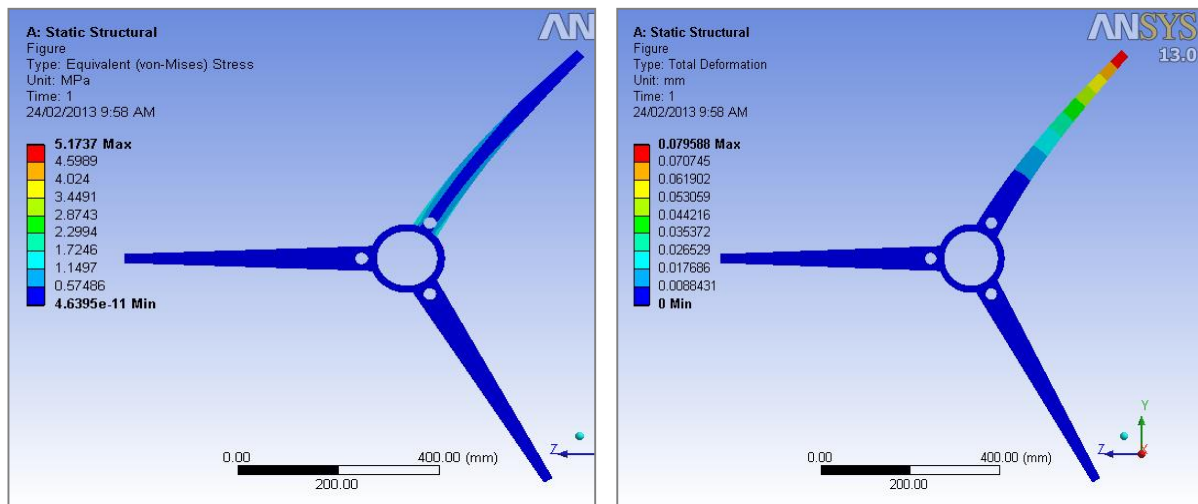 A: Static Structural
Figure
Type: Equivalent (von-Mises) Stress
Unit: MPa
Time: 1
24/02/2013 9:58 AM
AN
5.1737 Max
4.5989
4.024
3.4491
2.8743
2.2994
1.7246
1.1497
0.57486
4.6395e-11 Min
0.00
400.00 (mm)
200.00
Z
A: Static Structural
Figure
Type: Total Deformation
Unit: mm
Time: 1
24/02/2013 9:58 AM
ANSYS
13.0
0.079588 Max
0.070745
0.061902
0.053059
0.044216
0.035372
0.026529
0.017686
0.0088431
0 Min
0.00
400.00 (mm)
200.00
Y
Z
X